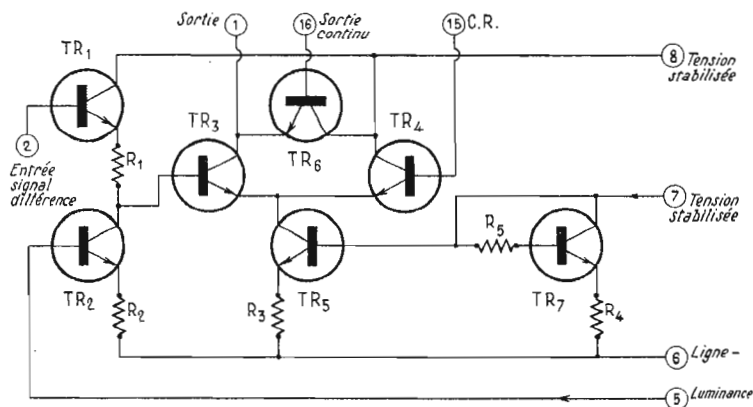 Sortie
1
16
Sortie
continu
15
C.R.
TR1
8
Tension
stabilisée
2
Entrée
signal
différence
R1
TR3
TR6
TR4
7
Tension
stabilisée
R5
TR2
R2
R3
TR5
TR7
R4
6
Ligne –
5
Luminance